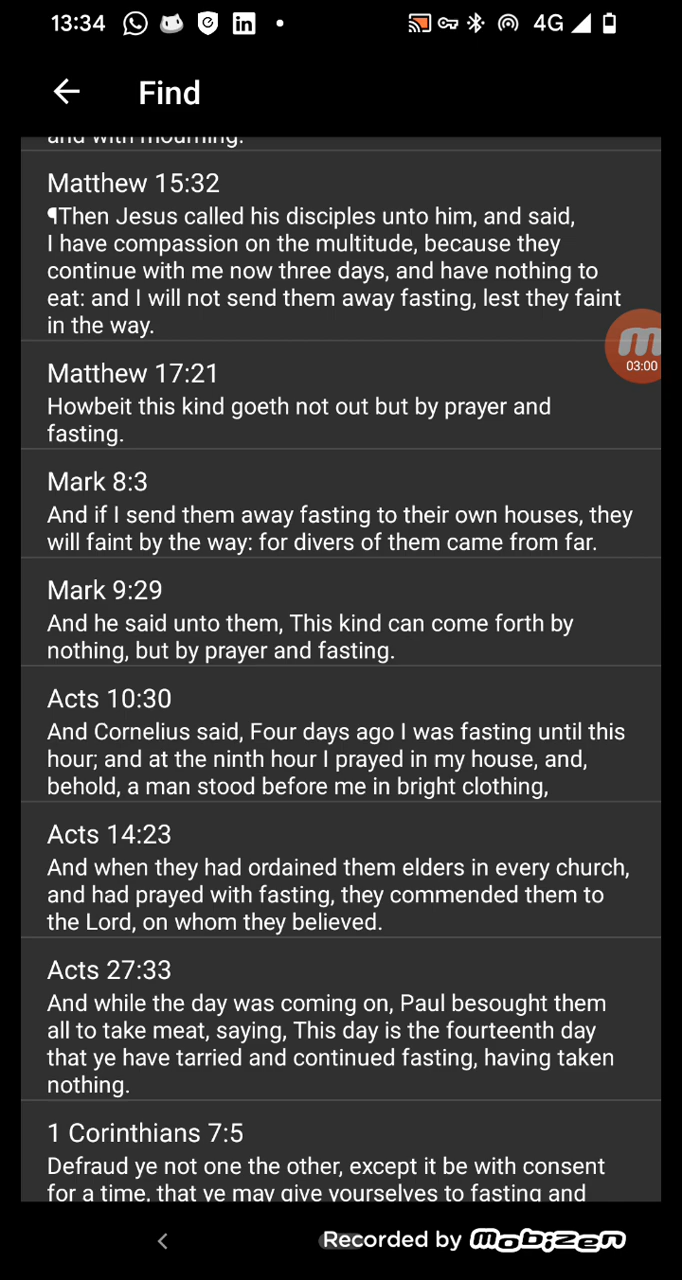 13:34
4G
Find
and with mourning.
Matthew 15:32
¶Then Jesus called his disciples unto him, and said,
I have compassion on the multitude, because they
continue with me now three days, and have nothing to
eat: and I will not send them away fasting, lest they faint
in the way.
03:00
Matthew 17:21
Howbeit this kind goeth not out but by prayer and
fasting.
Mark 8:3
And if I send them away fasting to their own houses, they
will faint by the way: for divers of them came from far.
Mark 9:29
And he said unto them, This kind can come forth by
nothing, but by prayer and fasting.
Acts 10:30
And Cornelius said, Four days ago I was fasting until this
hour; and at the ninth hour I prayed in my house, and,
behold, a man stood before me in bright clothing,
Acts 14:23
And when they had ordained them elders in every church,
and had prayed with fasting, they commended them to
the Lord, on whom they believed.
Acts 27:33
And while the day was coming on, Paul besought them
all to take meat, saying, This day is the fourteenth day
that ye have tarried and continued fasting, having taken
nothing.
1 Corinthians 7:5
Defraud ye not one the other, except it be with consent
for a time, that ye may give yourselves to fasting and
Recorded by mobizen